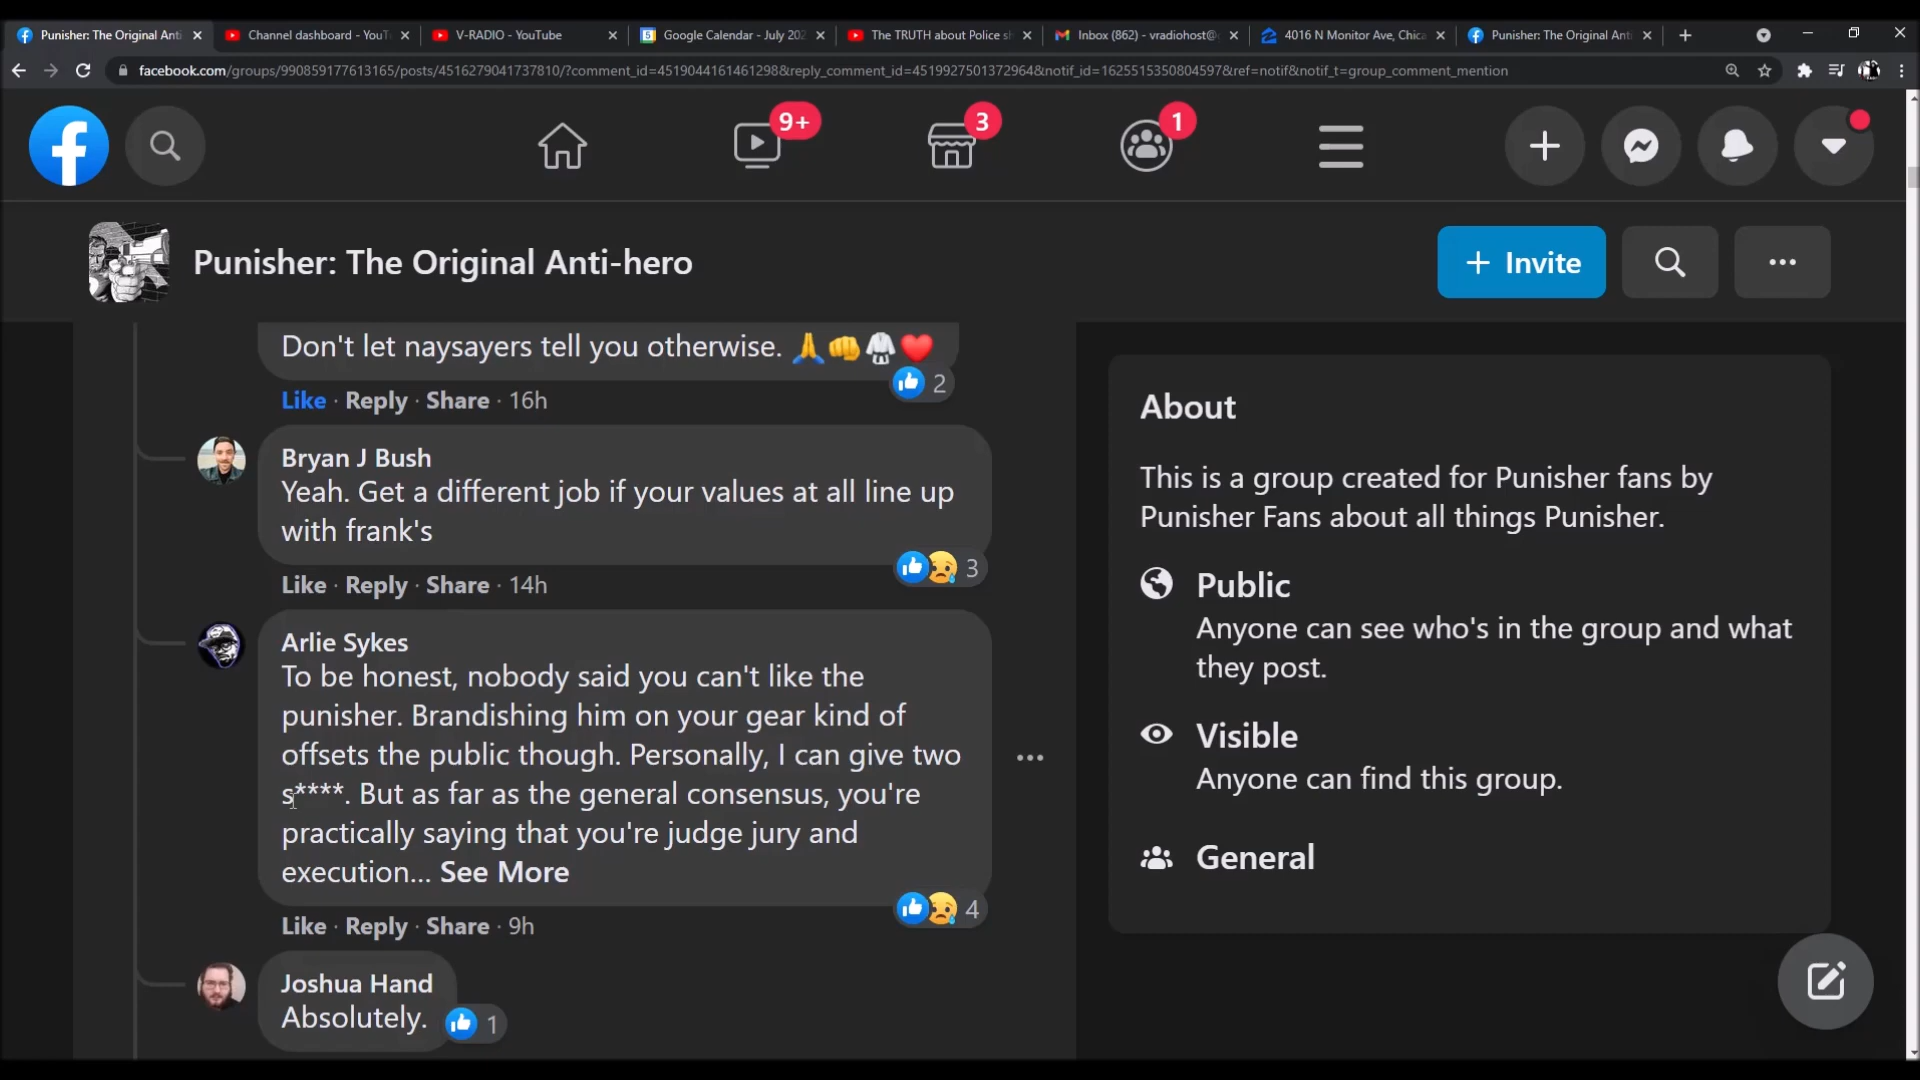 Punisher: The Original Anti
Channel dashboard - YouT
V-RADIO - YouTube
Google Calendar - July 202
The TRUTH about Police s
Inbox (862) - vradiohost@
4016 N Monitor Ave, Chica
Punisher: The Original Anti
facebook.com/groups/990859177613165/posts/4516279041737810/?comment_id=4519044161461298&reply_comment_id=4519927501372964&notif_id=1625515350804597&ref=notif&notif_t=group_comment_mention
9+
3
1
Punisher: The Original Anti-hero
+ Invite
Don't let naysayers tell you otherwise. 🙏👊🥋❤️
2
Like · Reply · Share · 16h
Bryan J Bush
Yeah. Get a different job if your values at all line up
with frank's
3
Like · Reply · Share · 14h
Arlie Sykes
To be honest, nobody said you can't like the
punisher. Brandishing him on your gear kind of
offsets the public though. Personally, I can give two
s****. But as far as the general consensus, you're
practically saying that you're judge jury and
execution... See More
4
Like · Reply · Share · 9h
Joshua Hand
Absolutely.
1
About
This is a group created for Punisher fans by
Punisher Fans about all things Punisher.
Public
Anyone can see who's in the group and what
they post.
Visible
Anyone can find this group.
General